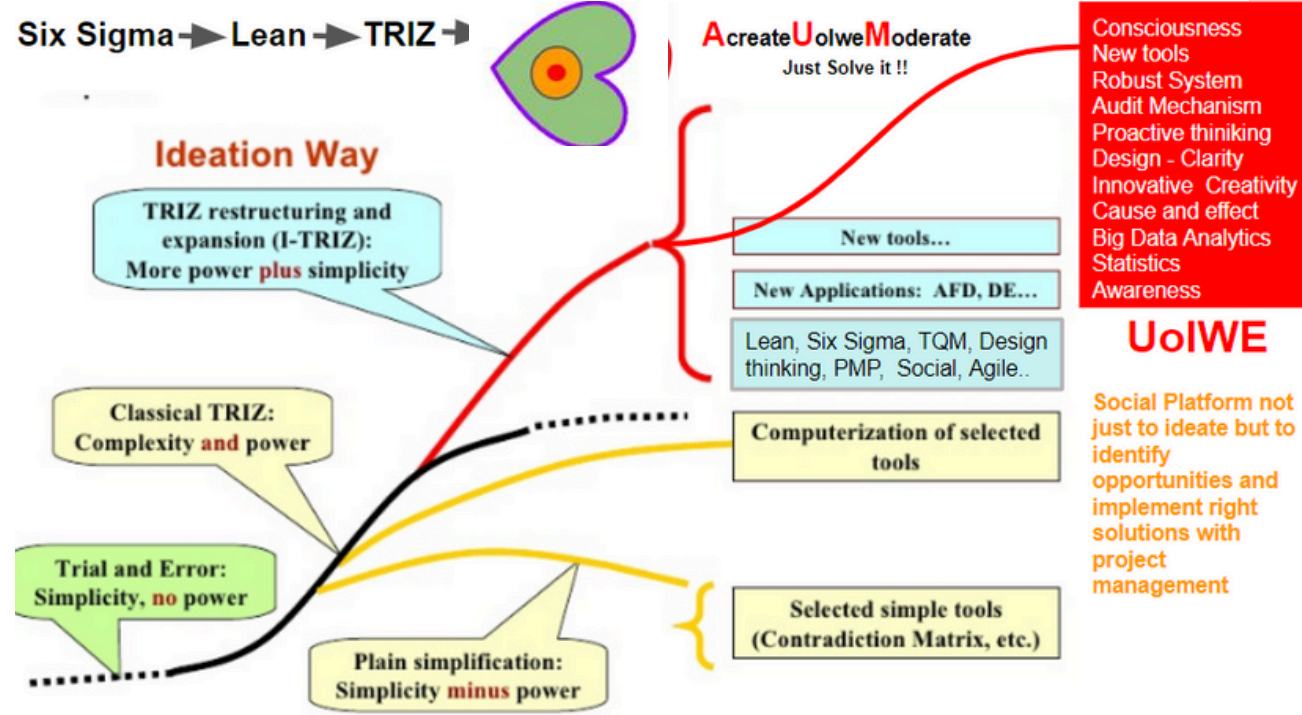 Six Sigma Lean TRIZ
AcreateUolweModerate
Just Solve it !!
Consciousness
New tools
Robust System
Audit Mechanism
Proactive thiniking
Design - Clarity
Innovative Creativity
Cause and effect
Big Data Analytics
Statistics
Awareness
Ideation Way
TRIZ restructuring and
expansion (I-TRIZ):
More power plus simplicity
New tools…
New Applications: AFD, DE…
Lean, Six Sigma, TQM, Design
thinking, PMP, Social, Agile..
UolWE
Social Platform not
just to ideate but to
identify
opportunities and
implement right
solutions with
project
management
Classical TRIZ:
Complexity and power
Computerization of selected
tools
Trial and Error:
Simplicity, no power
Selected simple tools
(Contradiction Matrix, etc.)
Plain simplification:
Simplicity minus power